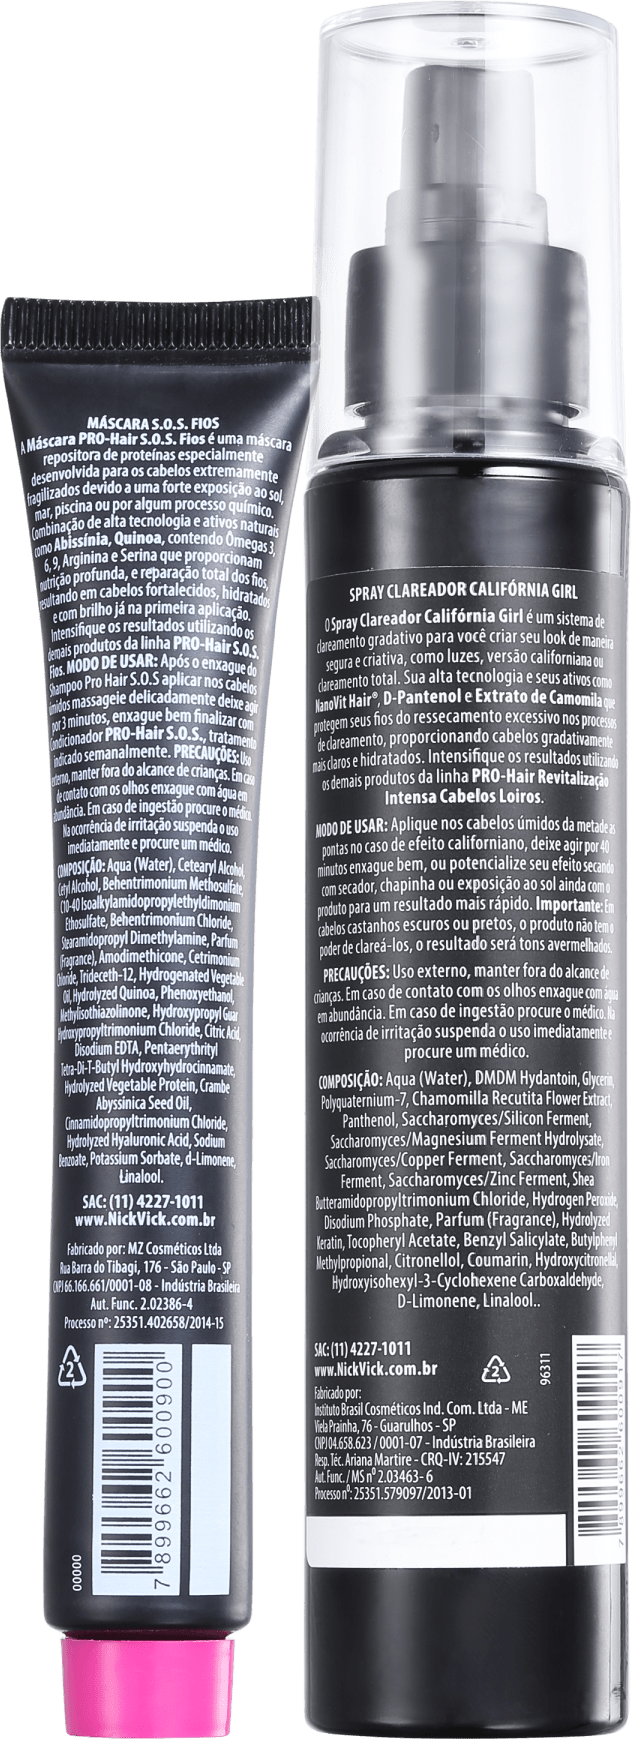 MÁSCARA S.O.S. FIOS
A Máscara PRO-Hair S.O.S. Fios é uma máscara
repositora de proteínas especialmente
desenvolvida para os cabelos extremamente
fragilizados devido a uma forte exposição ao sol,
mar, piscina ou por algum processo químico.
Combinação de alta tecnologia e ativos naturais
como Abissínia, Quinoa, contendo Ômegas 3,
6, 9, Arginina e Serina que proporcionam
nutrição profunda, e reparação total dos fios,
resultando em cabelos fortalecidos, hidratados
e com brilho já na primeira aplicação.
Intensifique os resultados utilizando os
demais produtos da linha PRO-Hair S.O.S.
Fios. MODO DE USAR: Após o enxague do
Shampoo Pro Hair S.O.S aplicar nos cabelos
úmidos massageie delicadamente deixe agir
por 3 minutos, enxague bem finalizar com
Condicionador PRO-Hair S.O.S., tratamento
indicado semanalmente. PRECAUÇÕES: Uso
externo, manter fora do alcance de crianças. Em caso
de contato com os olhos enxague com água em
abundância. Em caso de ingestão procure o médico.
Na ocorrência de irritação suspenda o uso
imediatamente e procure um médico.
COMPOSIÇÃO: Aqua (Water), Cetearyl Alcohol,
Cetyl Alcohol, Behentrimonium Methosulfate,
C10-40 Isoalkylamidopropylethyldimonium
Ethosulfate, Behentrimonium Chloride,
Stearamidopropyl Dimethylamine, Parfum
(Fragrance), Amodimethicone, Cetrimonium
Chloride, Trideceth-12, Hydrogenated Vegetable
Oil, Hydrolyzed Quinoa, Phenoxyethanol,
Methylisothiazolinone, Hydroxypropyl Guar
Hydroxypropyltrimonium Chloride, Citric Acid,
Disodium EDTA, Pentaerythrityl
Tetra-Di-T-Butyl Hydroxyhydrocinnamate,
Hydrolyzed Vegetable Protein, Crambe
Abyssinica Seed Oil,
Cinnamidopropyltrimonium Chloride,
Hydrolyzed Hyaluronic Acid, Sodium
Benzoate, Potassium Sorbate, d-Limonene,
Linalool.
SAC: (11) 4227-1011
www.NickVick.com.br
Fabricado por: MZ Cosméticos Ltda
Rua Barra do Tibagi, 176 - São Paulo - SP
CNPJ 66.166.661/0001-08 - Indústria Brasileira
Aut. Func. 2.02386-4
Processo nº: 25351.402658/2014-15
2
7 899662 600900
00000
SPRAY CLAREADOR CALIFÓRNIA GIRL
O Spray Clareador Califórnia Girl é um sistema de
clareamento gradativo para você criar seu look de maneira
segura e criativa, como luzes, versão californiana ou
clareamento total. Sua alta tecnologia e seus ativos como
NanoVit Hair®, D-Pantenol e Extrato de Camomila que
protegem seus fios do ressecamento excessivo nos processos
de clareamento, proporcionando cabelos gradativamente
mais claros e hidratados. Intensifique os resultados utilizando
os demais produtos da linha PRO-Hair Revitalização
Intensa Cabelos Loiros.
MODO DE USAR: Aplique nos cabelos úmidos da metade as
pontas no caso de efeito californiano, deixe agir por 40
minutos enxague bem, ou potencialize seu efeito secando
com secador, chapinha ou exposição ao sol ainda com o
produto para um resultado mais rápido. Importante: Em
cabelos castanhos escuros ou pretos, o produto não tem o
poder de clareá-los, o resultado será tons avermelhados.
PRECAUÇÕES: Uso externo, manter fora do alcance de
crianças. Em caso de contato com os olhos enxague com água
em abundância. Em caso de ingestão procure o médico. Na
ocorrência de irritação suspenda o uso imediatamente e
procure um médico.
COMPOSIÇÃO: Aqua (Water), DMDM Hydantoin, Glycerin,
Polyquaternium-7, Chamomilla Recutita Flower Extract,
Panthenol, Saccharomyces/Silicon Ferment,
Saccharomyces/Magnesium Ferment Hydrolysate,
Saccharomyces/Copper Ferment, Saccharomyces/Iron
Ferment, Saccharomyces/Zinc Ferment, Shea
Butteramidopropyltrimonium Chloride, Hydrogen Peroxide,
Disodium Phosphate, Parfum (Fragrance), Hydrolyzed
Keratin, Tocopheryl Acetate, Benzyl Salicylate, Butylphenyl
Methylpropional, Citronellol, Coumarin, Hydroxycitronellal,
Hydroxyisohexyl-3-Cyclohexene Carboxaldehyde,
D-Limonene, Linalool..
SAC: (11) 4227-1011
www.NickVick.com.br
2
96311
Fabricado por:
Instituto Brasil Cosméticos Ind. Com. Ltda - ME
Viela Prainha, 76 - Guarulhos - SP
CNPJ 04.658.623 / 0001-07 - Indústria Brasileira
Resp. Téc. Ariana Martire - CRQ-IV: 215547
Aut. Func. / MS nº 2.03463- 6
Processo nº: 25351.579097/2013-01